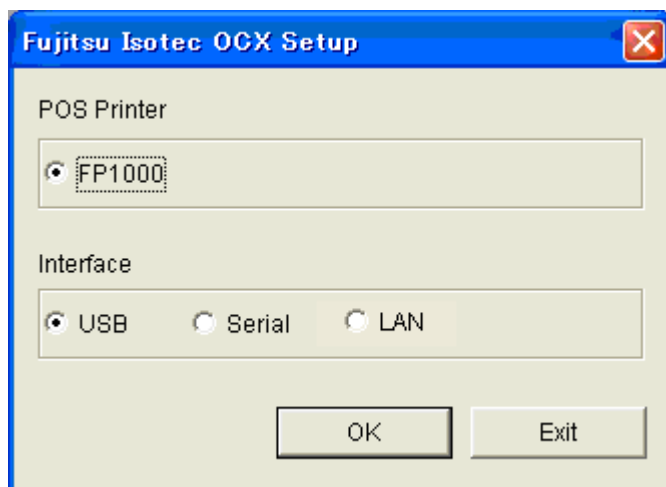 Fujitsu Isotec OCX Setup
POS Printer
FP1000
Interface
USB Serial LAN
OK Exit